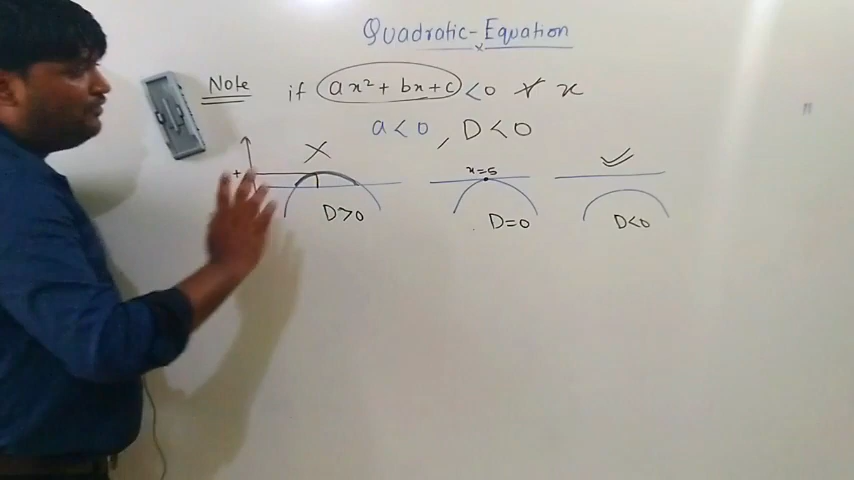 Quadratic-Equation
x
Note if ax² + bx + c < 0 ∀ x
a < 0 , D < 0
X
x=5
+
D>0
D=0
D<0